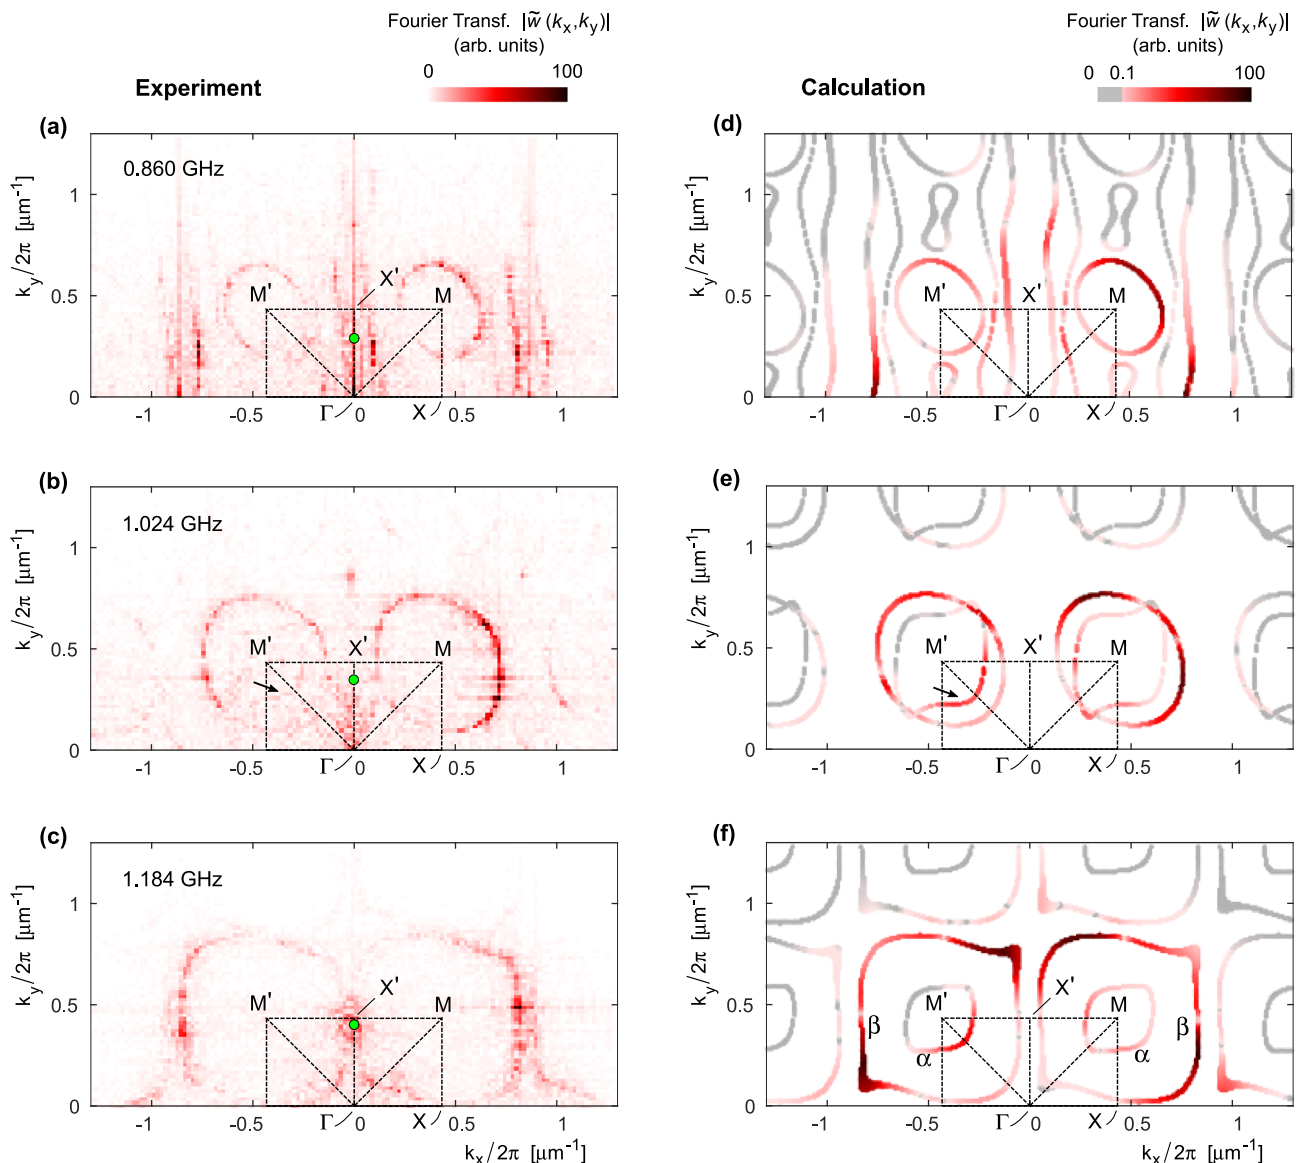 Fourier Transf. |w̃ (kx,ky)|
(arb. units)
0 100
Experiment
Fourier Transf. |w̃ (kx,ky)|
(arb. units)
0 0.1 100
Calculation
(a)
0.860 GHz
ky/2π [μm⁻¹]
1
0.5
0
M' X' M
-1 -0.5 Γ 0 X 0.5 1
(d)
ky/2π [μm⁻¹]
1
0.5
0
M' X' M
-1 -0.5 Γ 0 X 0.5 1
(b)
1.024 GHz
ky/2π [μm⁻¹]
1
0.5
0
M' X' M
-1 -0.5 Γ 0 X 0.5 1
(e)
ky/2π [μm⁻¹]
1
0.5
0
M' X' M
-1 -0.5 Γ 0 X 0.5 1
(c)
1.184 GHz
ky/2π [μm⁻¹]
1
0.5
0
M' X' M
-1 -0.5 Γ 0 X 0.5 1
kx/2π [μm⁻¹]
(f)
ky/2π [μm⁻¹]
1
0.5
0
M' X' M
β α α β
-1 -0.5 Γ 0 X 0.5 1
kx/2π [μm⁻¹]